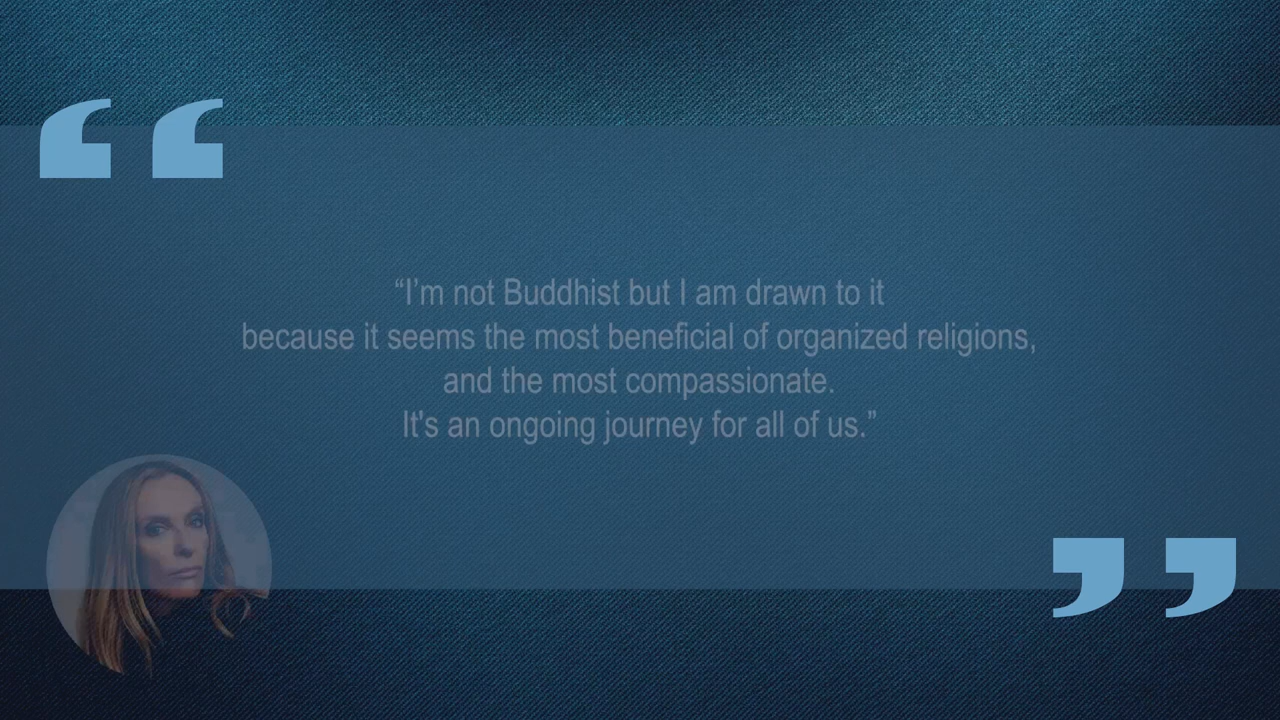 “I’m not Buddhist but I am drawn to it
because it seems the most beneficial of organized religions,
and the most compassionate.
It's an ongoing journey for all of us.”